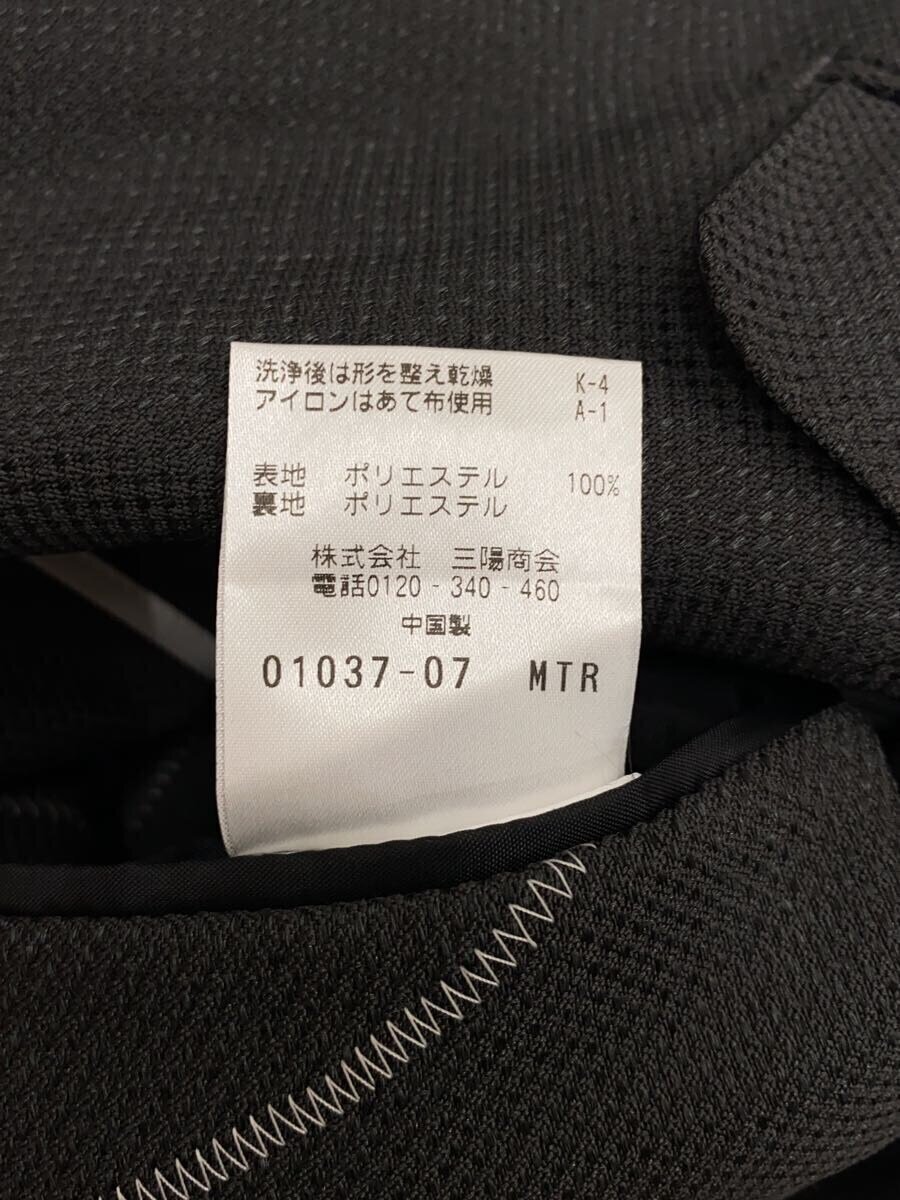 洗浄後は形を整え乾燥 K-4
アイロンはあて布使用 A-1
表地 ポリエステル 100%
裏地 ポリエステル
株式会社 三陽商会
電話0120-340-460
中国製
01037-07 MTR